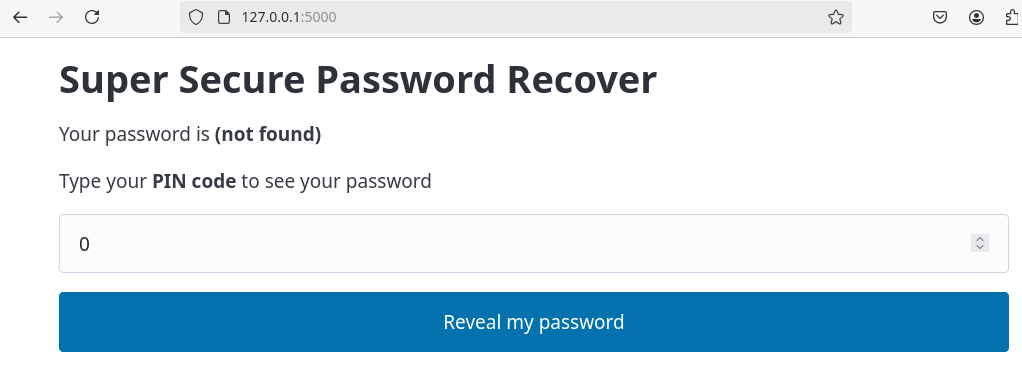 127.0.0.1:5000
Super Secure Password Recover
Your password is (not found)
Type your PIN code to see your password
0
Reveal my password